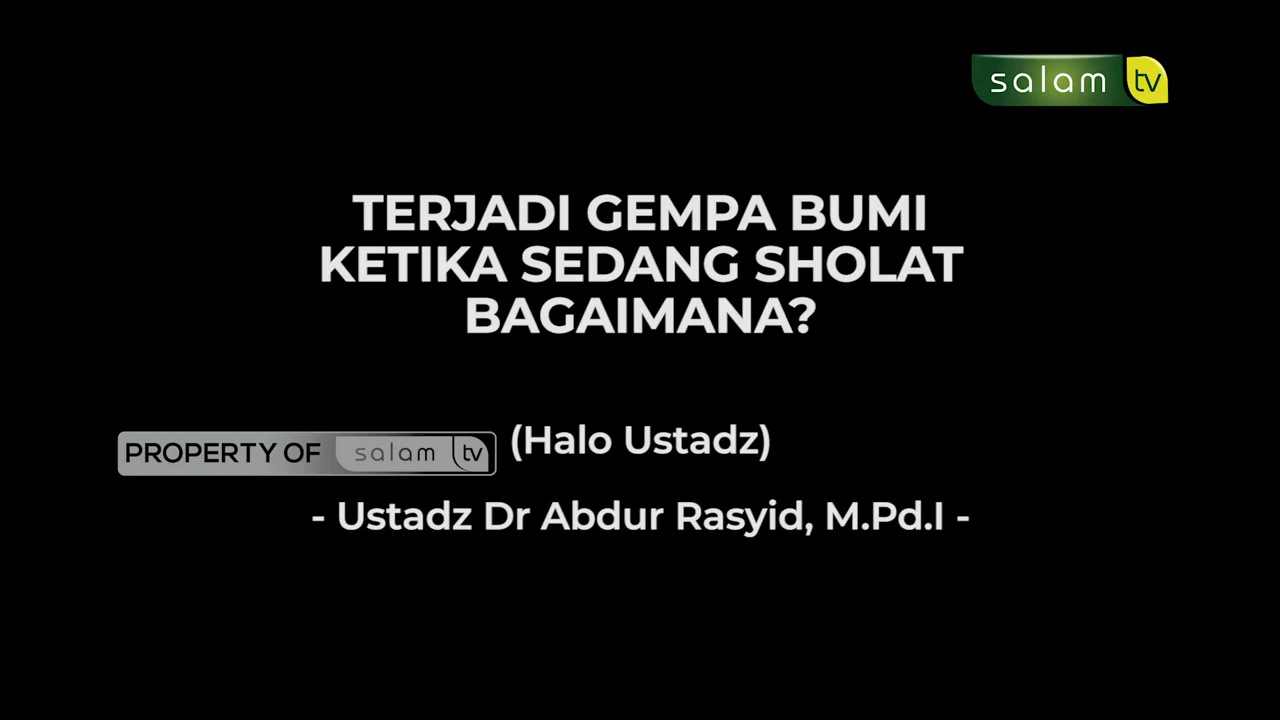 salam tv
TERJADI GEMPA BUMI
KETIKA SEDANG SHOLAT
BAGAIMANA?
(Halo Ustadz)
PROPERTY OF salam tv
- Ustadz Dr Abdur Rasyid, M.Pd.I -